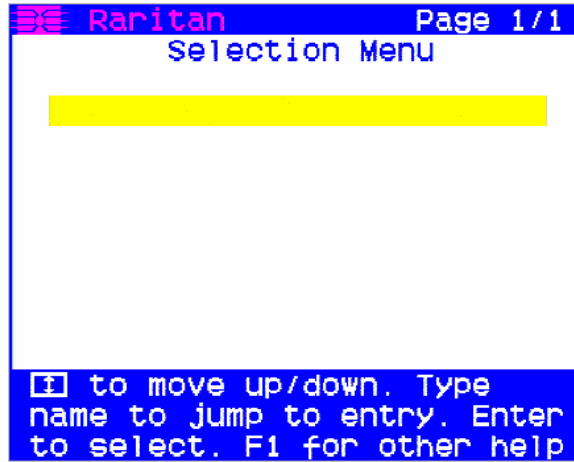 Raritan Page 1/1
Selection Menu
to move up/down. Type
name to jump to entry. Enter
to select. F1 for other help